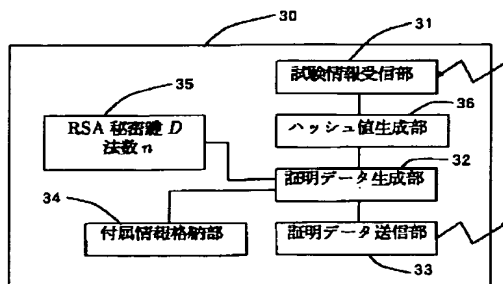 30
31
試験情報受信部
35
RSA 秘密鍵 D
法数 n
36
ハッシュ値生成部
32
証明データ生成部
34
付属情報格納部
証明データ送信部
33